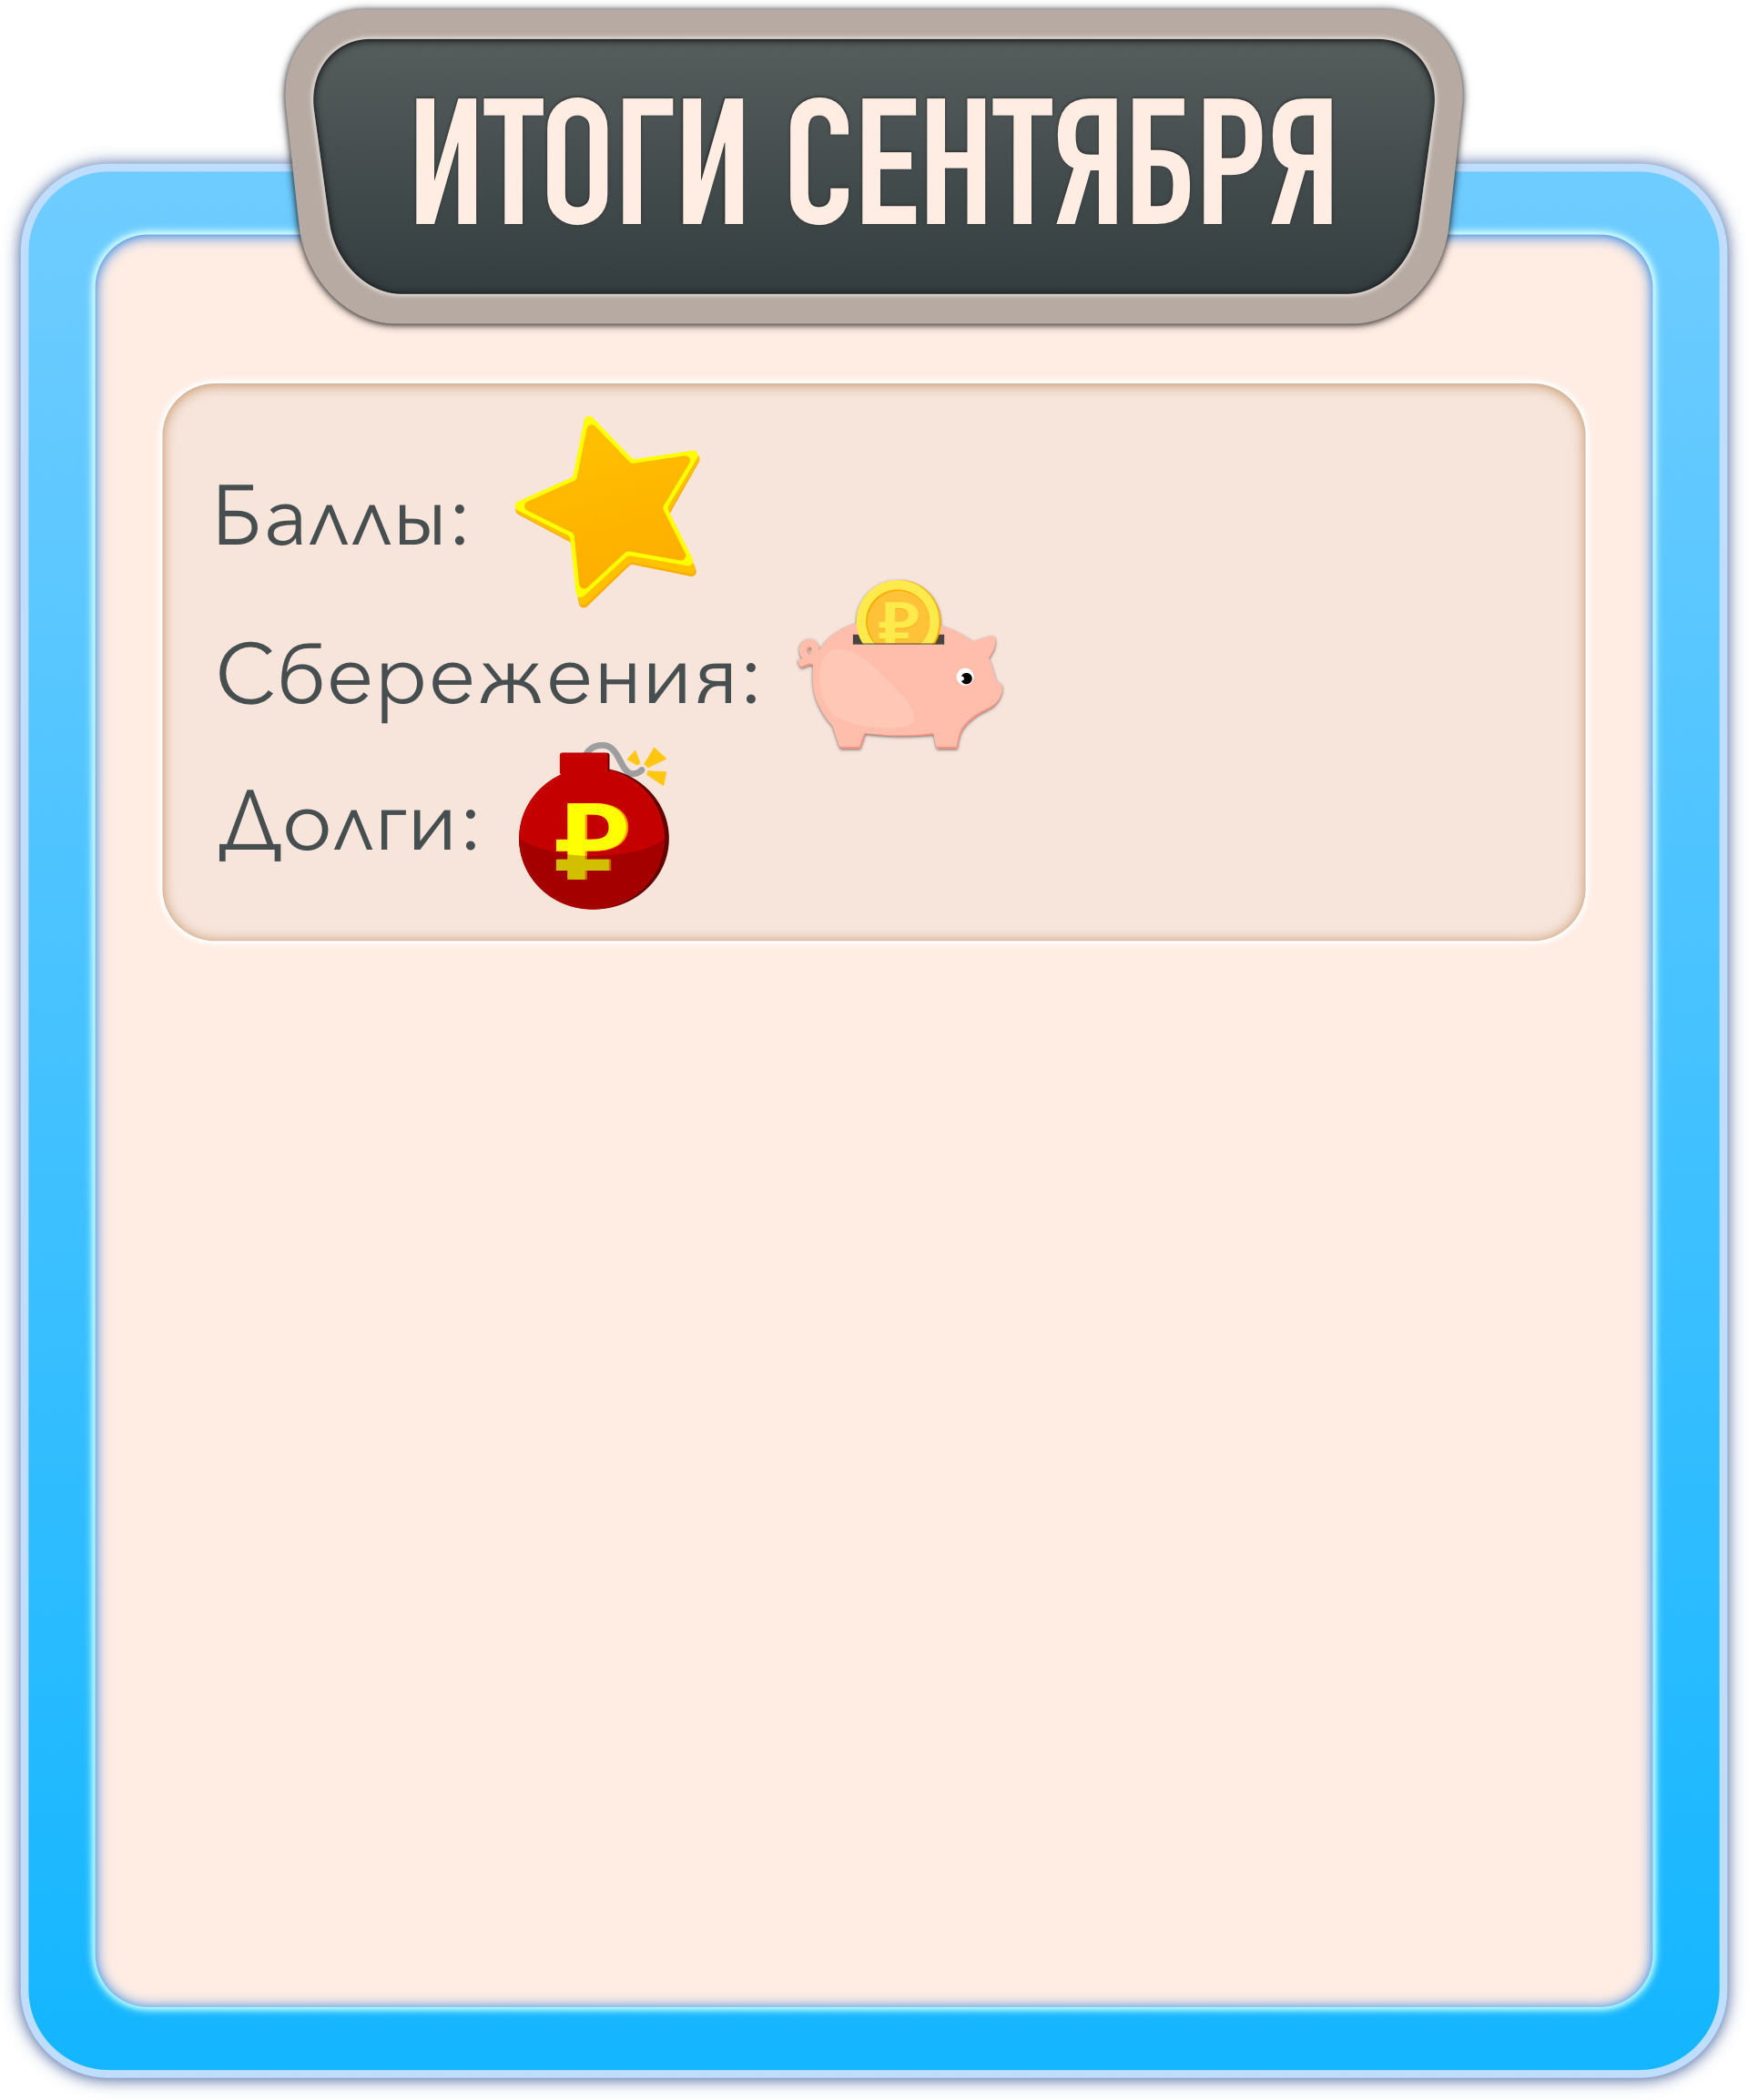 ИТОГИ СЕНТЯБРЯ
Баллы:
₽
Сбережения:
Долги:
₽